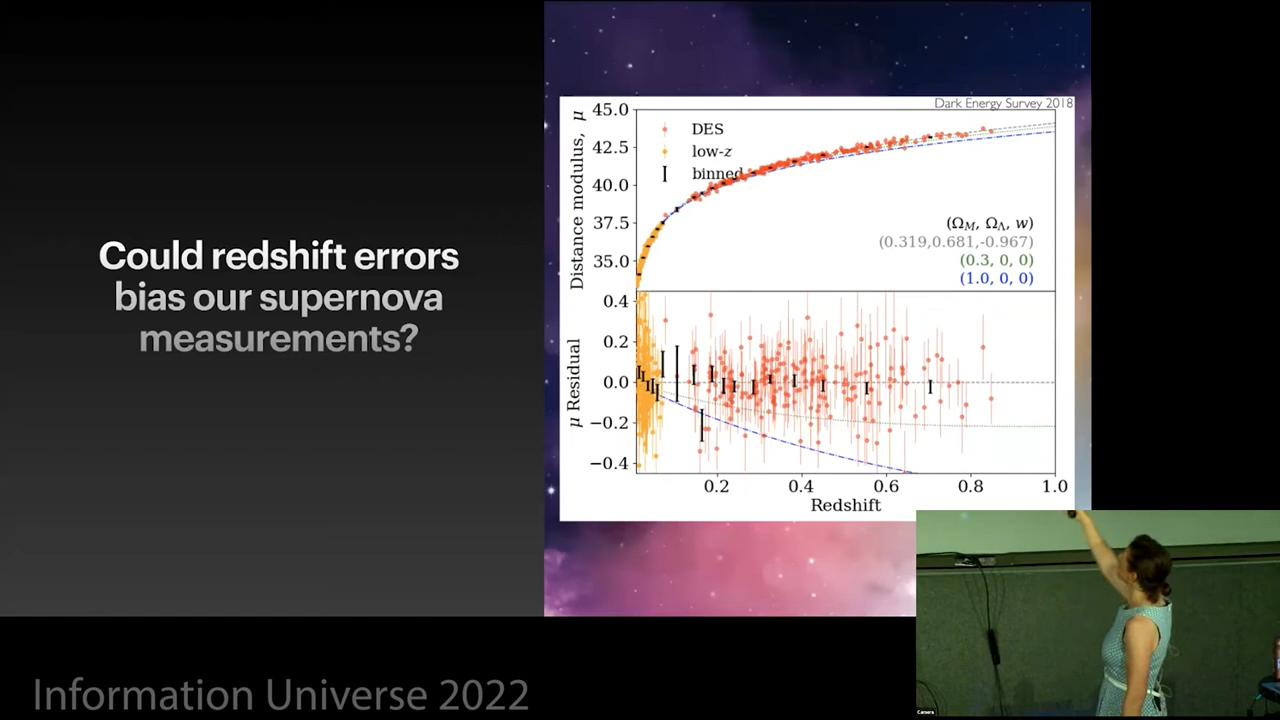 Could redshift errors
bias our supernova
measurements?
Dark Energy Survey 2018
Distance modulus, μ
45.0
42.5
40.0
37.5
35.0
DES
low-z
binned
(Ω_M, Ω_Λ, w)
(0.319,0.681,-0.967)
(0.3, 0, 0)
(1.0, 0, 0)
μ Residual
0.4
0.2
0.0
−0.2
−0.4
0.2 0.4 0.6 0.8 1.0
Redshift
Information Universe 2022
Camera